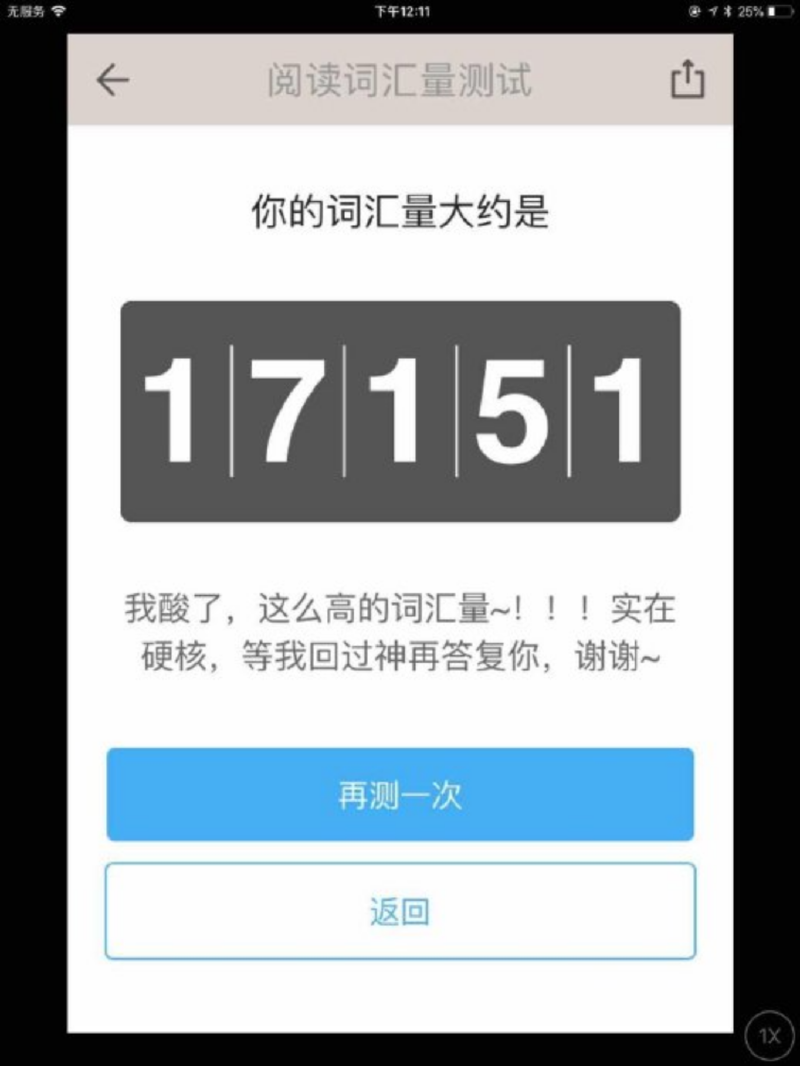 无服务 下午12:11 25%
阅读词汇量测试
你的词汇量大约是
17151
我酸了，这么高的词汇量~！！！实在
硬核，等我回过神再答复你，谢谢~
再测一次
返回
1X